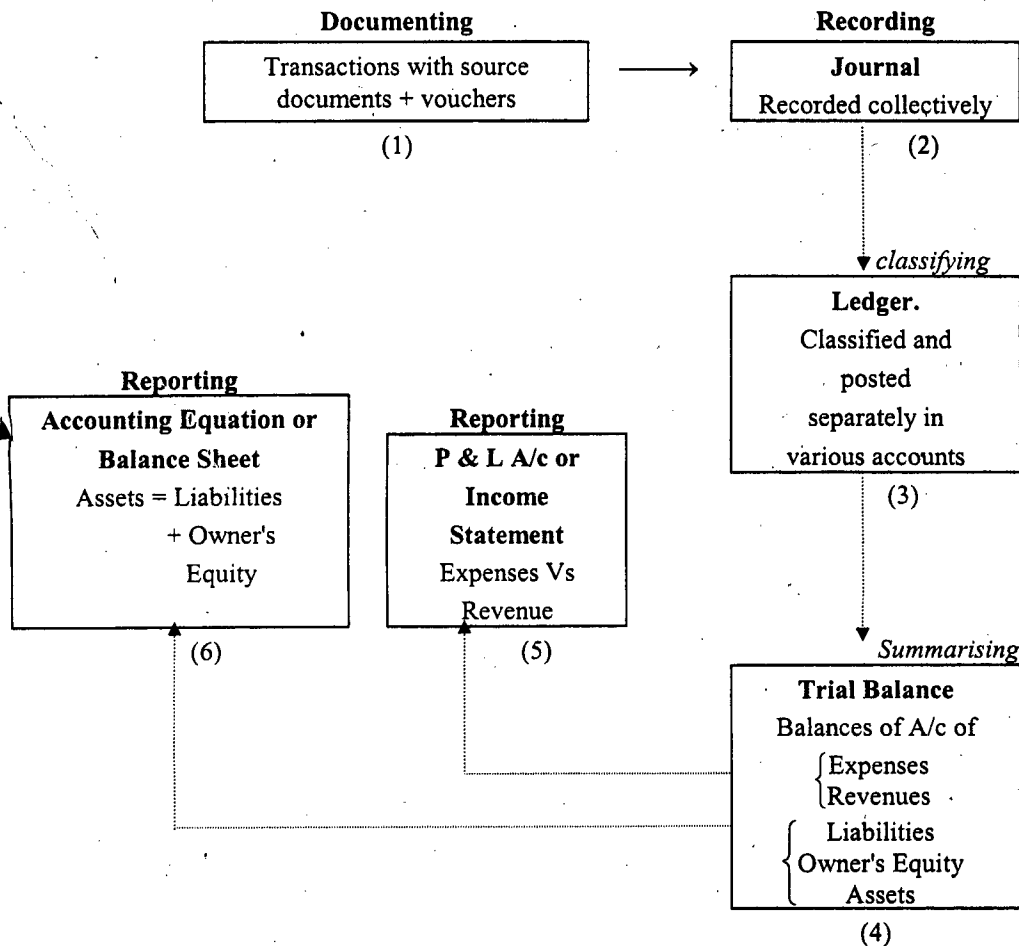 Documenting
Transactions with source
documents + vouchers
(1)
Recording
Journal
Recorded collectively
(2)
classifying
Ledger.
Classified and
posted
separately in
various accounts
(3)
Summarising
Trial Balance
Balances of A/c of
Expenses
Revenues
Liabilities
Owner's Equity
Assets
(4)
Reporting
P & L A/c or
Income
Statement
Expenses Vs
Revenue
(5)
Reporting
Accounting Equation or
Balance Sheet
Assets = Liabilities
+ Owner's
Equity
(6)